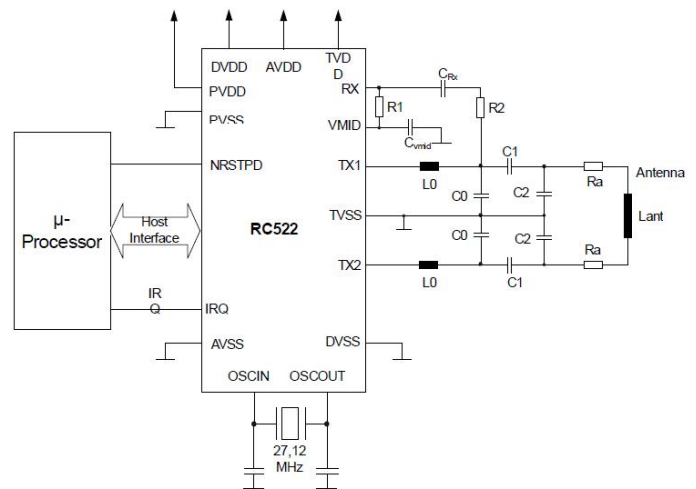 DVDD
AVDD
TVD
D
PVDD
RX
CRx
R1
R2
PVSS
VMID
Cvmid
NRSTPD
TX1
L0
C1
Ra
Antenna
µ-
Processor
Host
Interface
RC522
C0
C2
TVSS
Lant
C0
C2
TX2
L0
C1
Ra
IR
Q
IRQ
AVSS
DVSS
OSCIN
OSCOUT
27,12
MHz